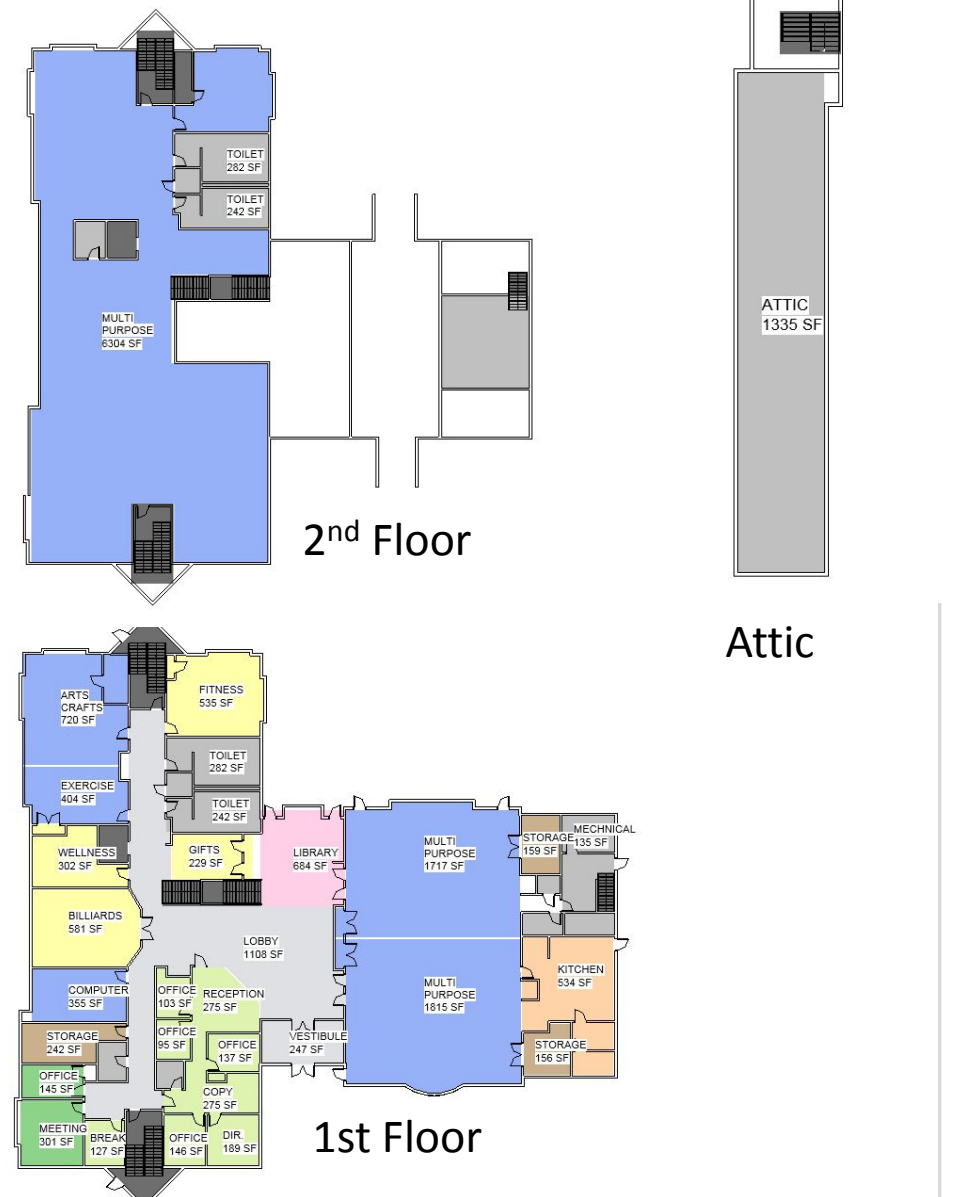 TOILET
282 SF
TOILET
242 SF
MULTI
PURPOSE
6304 SF
2nd Floor
ATTIC
1335 SF
Attic
ARTS
CRAFTS
720 SF
FITNESS
535 SF
TOILET
282 SF
EXERCISE
404 SF
TOILET
242 SF
WELLNESS
302 SF
GIFTS
229 SF
LIBRARY
684 SF
MULTI
PURPOSE
1717 SF
STORAGE
159 SF
MECHNICAL
135 SF
BILLIARDS
581 SF
LOBBY
1108 SF
COMPUTER
355 SF
OFFICE
103 SF
RECEPTION
275 SF
MULTI
PURPOSE
1815 SF
KITCHEN
534 SF
STORAGE
242 SF
OFFICE
95 SF
OFFICE
137 SF
VESTIBULE
247 SF
STORAGE
156 SF
OFFICE
145 SF
COPY
275 SF
MEETING
301 SF
BREAK
127 SF
OFFICE
146 SF
DIR.
189 SF
1st Floor